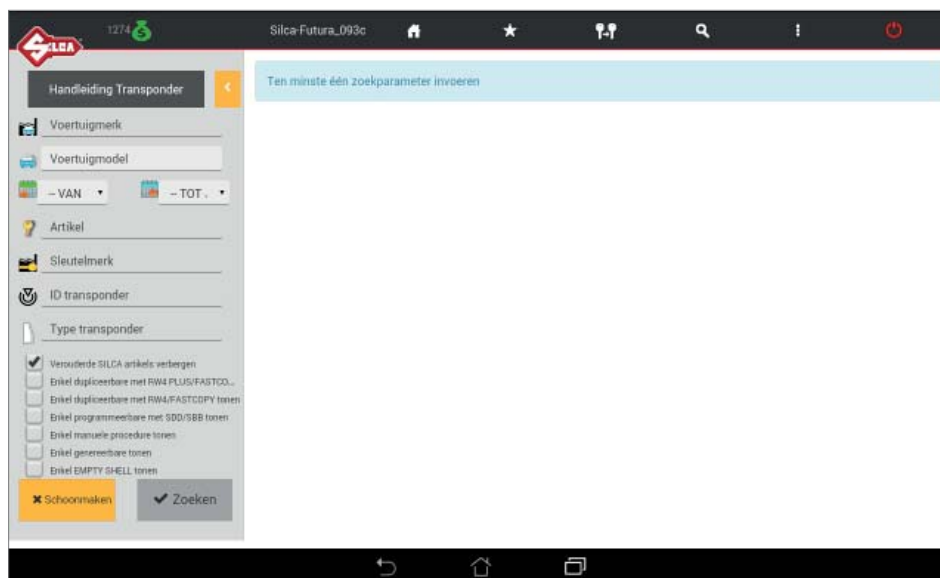 1274
Silca-Futura_093c
SILCA
Handleiding Transponder
Ten minste één zoekparameter invoeren
Voertuigmerk
Voertuigmodel
-- VAN
-- TOT .
Artikel
Sleutelmerk
ID transponder
Type transponder
Verouderde SILCA artikels verbergen
Enkel dupliceerbare met RW4 PLUS/FASTCO...
Enkel dupliceerbare met RW4/FASTCOPY tonen
Enkel programmeerbare met SDD/SBB tonen
Enkel manuele procedure tonen
Enkel genereerbare tonen
Enkel EMPTY SHELL tonen
Schoonmaken
Zoeken